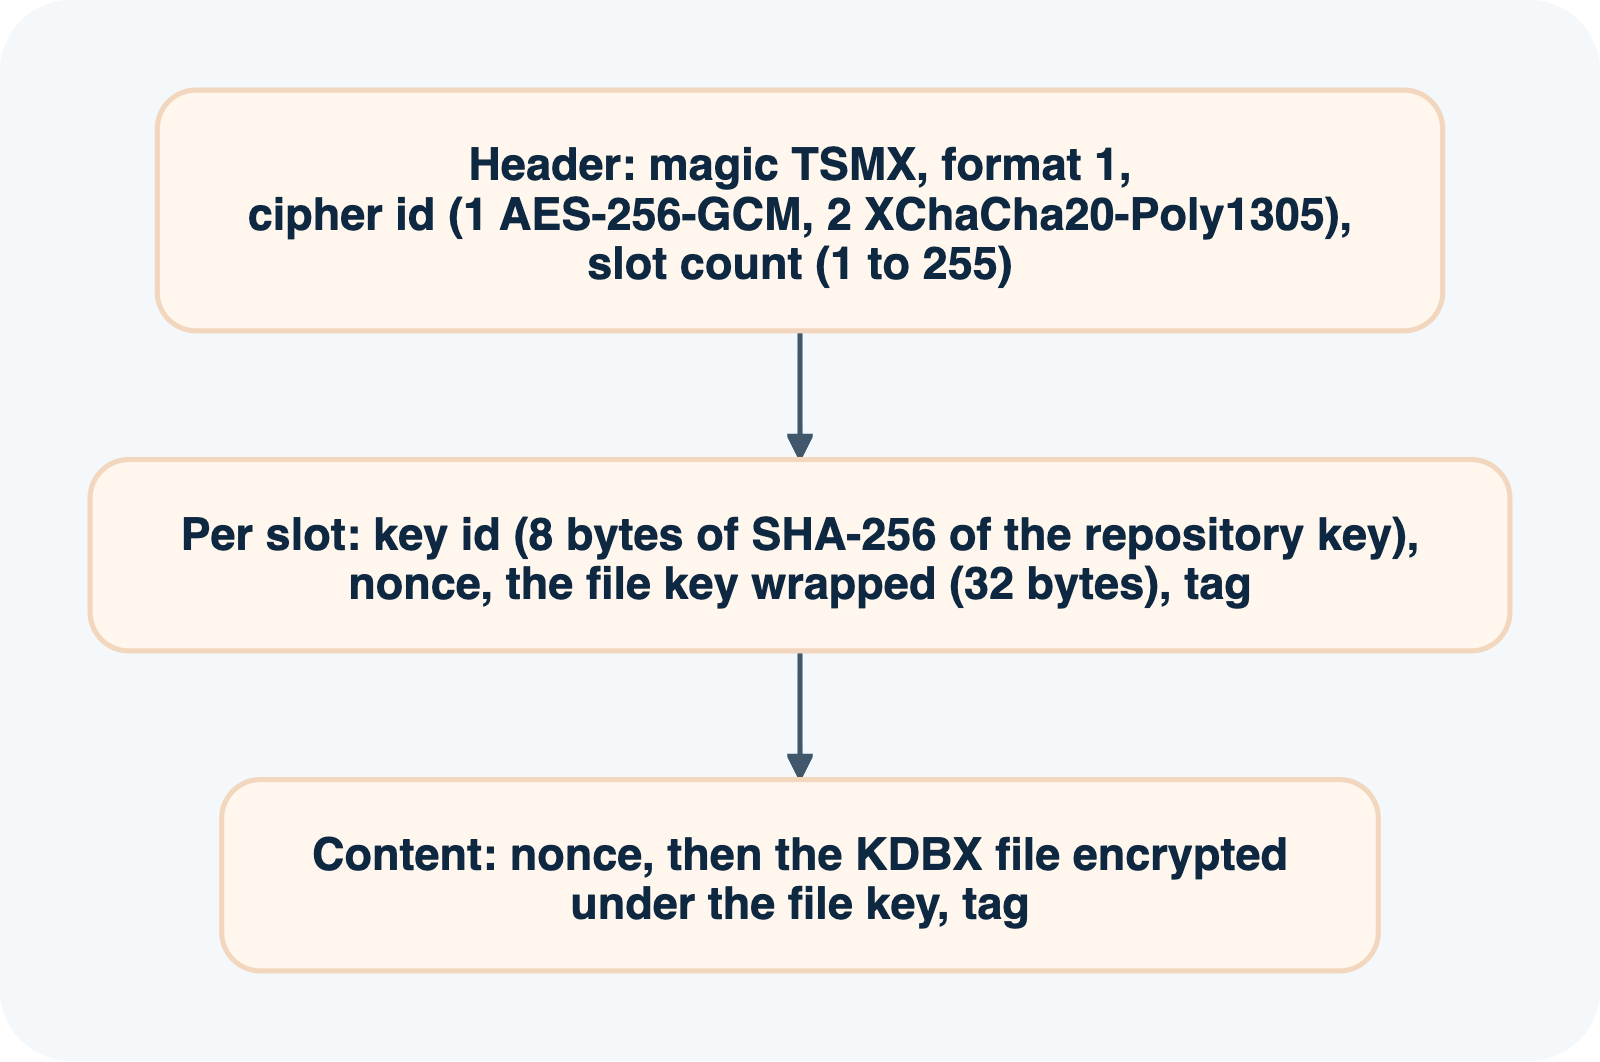 Header: magic TSMX, format 1,
cipher id (1 AES-256-GCM, 2 XChaCha20-Poly1305),
slot count (1 to 255)
Per slot: key id (8 bytes of SHA-256 of the repository key),
nonce, the file key wrapped (32 bytes), tag
Content: nonce, then the KDBX file encrypted
under the file key, tag